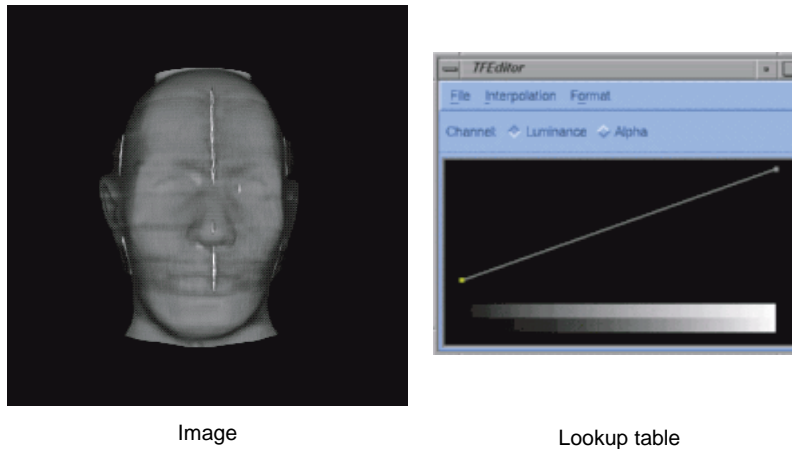 TFEditor
File Interpolation Format
Channel: Luminance Alpha
Image
Lookup table